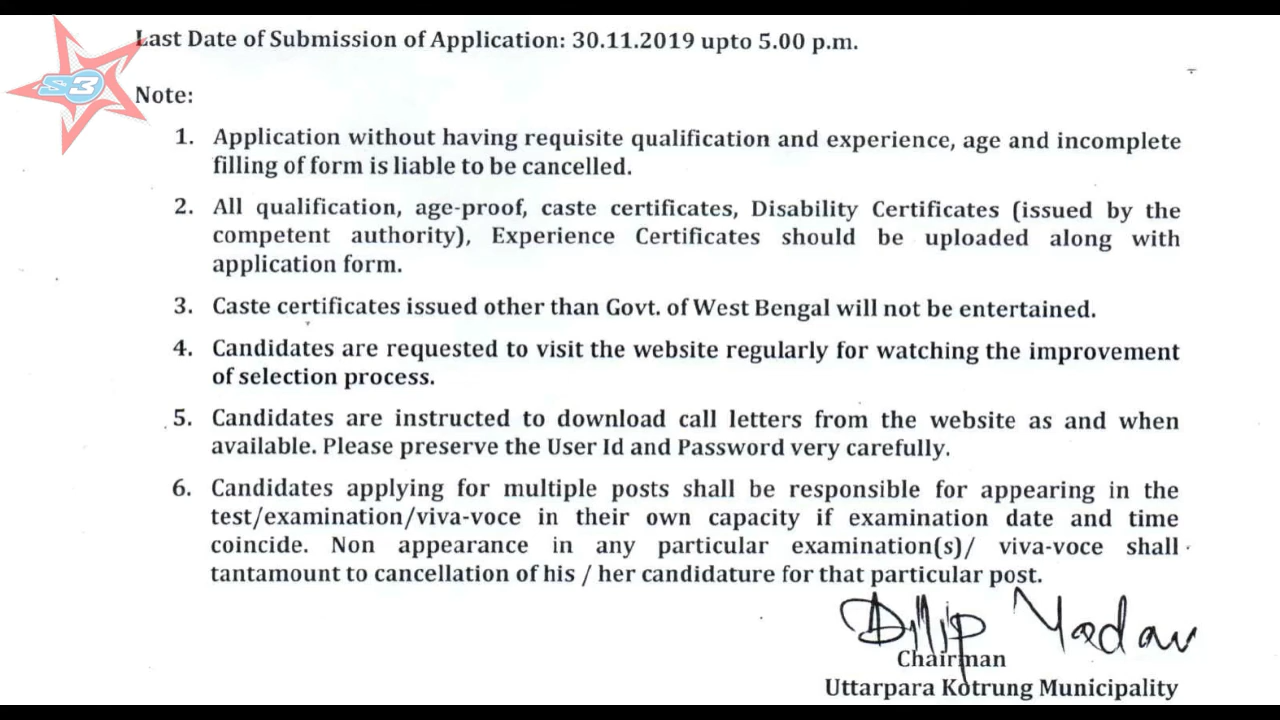 Last Date of Submission of Application: 30.11.2019 upto 5.00 p.m.
S3
Note:
1. Application without having requisite qualification and experience, age and incomplete
filling of form is liable to be cancelled.
2. All qualification, age-proof, caste certificates, Disability Certificates (issued by the
competent authority), Experience Certificates should be uploaded along with
application form.
3. Caste certificates issued other than Govt. of West Bengal will not be entertained.
4. Candidates are requested to visit the website regularly for watching the improvement
of selection process.
5. Candidates are instructed to download call letters from the website as and when
available. Please preserve the User Id and Password very carefully.
6. Candidates applying for multiple posts shall be responsible for appearing in the
test/examination/viva-voce in their own capacity if examination date and time
coincide. Non appearance in any particular examination(s)/ viva-voce shall
tantamount to cancellation of his / her candidature for that particular post.
Dilip Yadav
Chairman
Uttarpara Kotrung Municipality